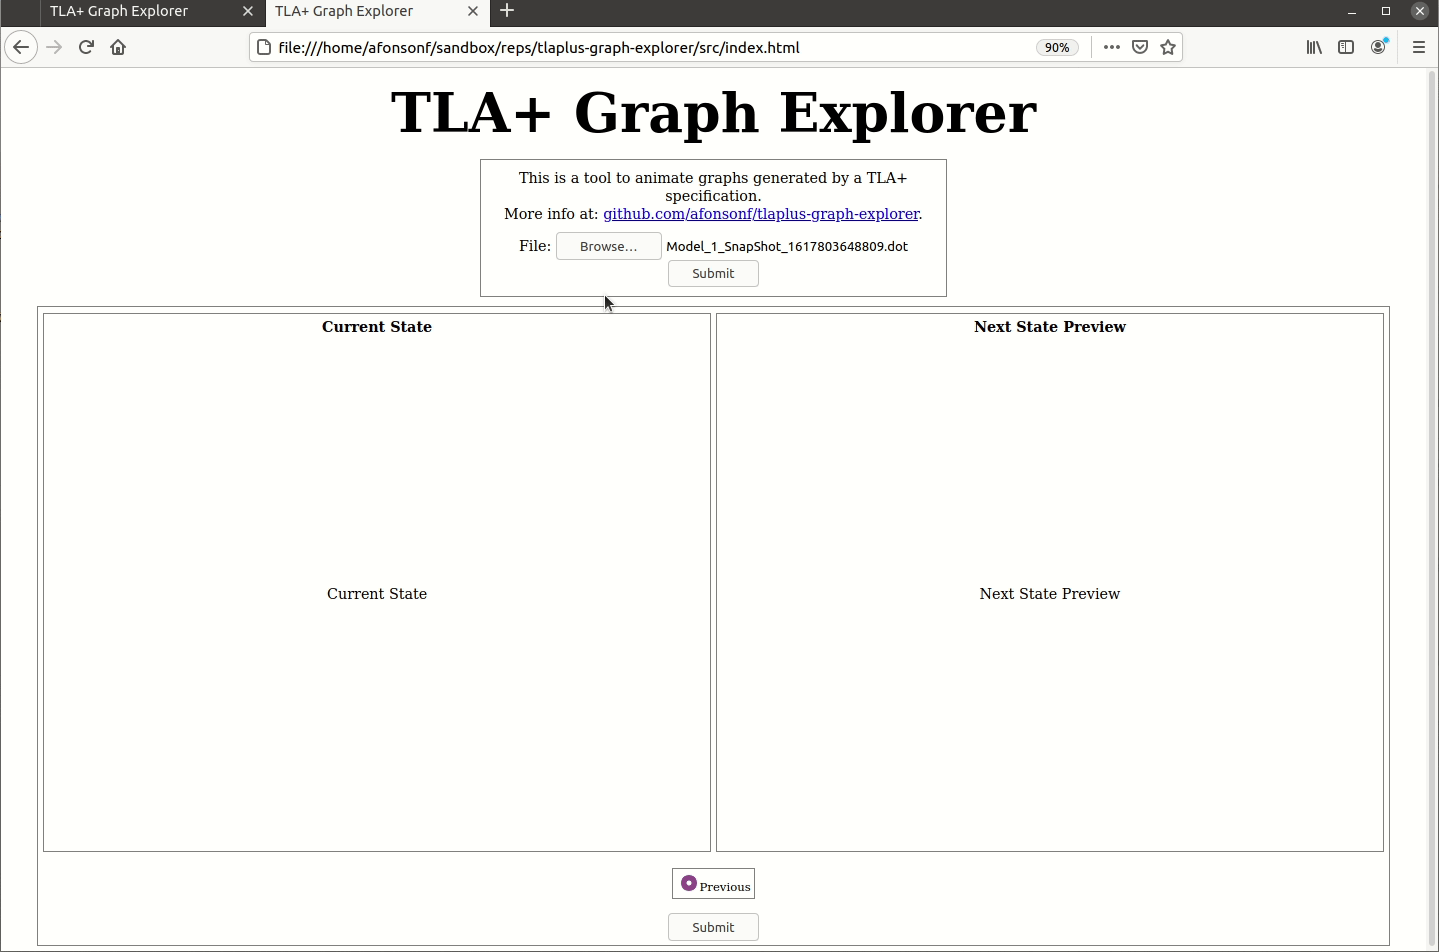 TLA+ Graph Explorer
TLA+ Graph Explorer
file:///home/afonsonf/sandbox/reps/tlaplus-graph-explorer/src/index.html
90%
TLA+ Graph Explorer
This is a tool to animate graphs generated by a TLA+
specification.
More info at: github.com/afonsonf/tlaplus-graph-explorer.
File: Browse... Model_1_SnapShot_1617803648809.dot
Submit
Current State
Next State Preview
Current State
Next State Preview
Previous
Submit